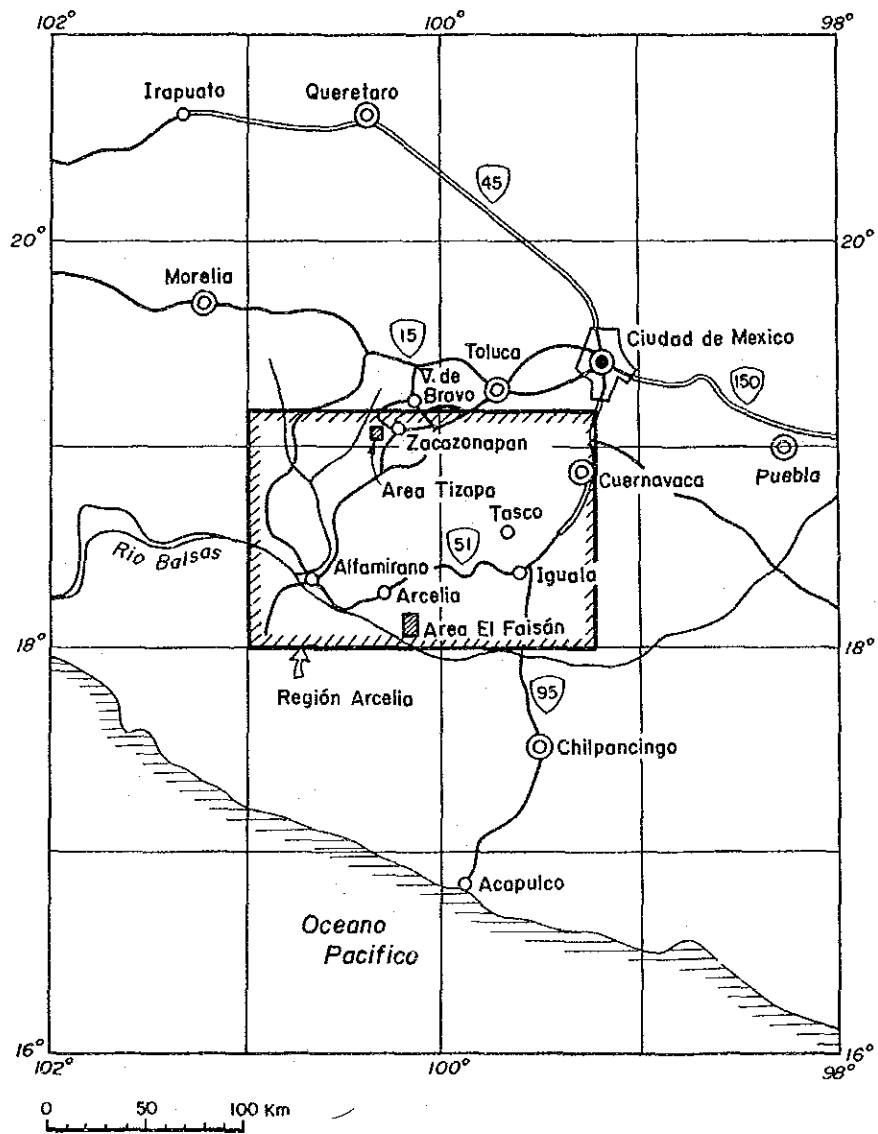 102°
100°
98°
Irapuato
Queretaro
45
20°
20°
Morelia
15
Toluca
Ciudad de Mexico
V. de
Bravo
150
Zacazonapan
Puebla
Area Tizapa
Cuernavaca
Tasco
51
Rio Balsas
Alfamirano
Iguala
Arcelia
Area El Faisán
18°
18°
Región Arcelia
95
Chilpancingo
Acapulco
Oceano
Pacifico
16°
16°
102°
100°
98°
0 50 100 Km